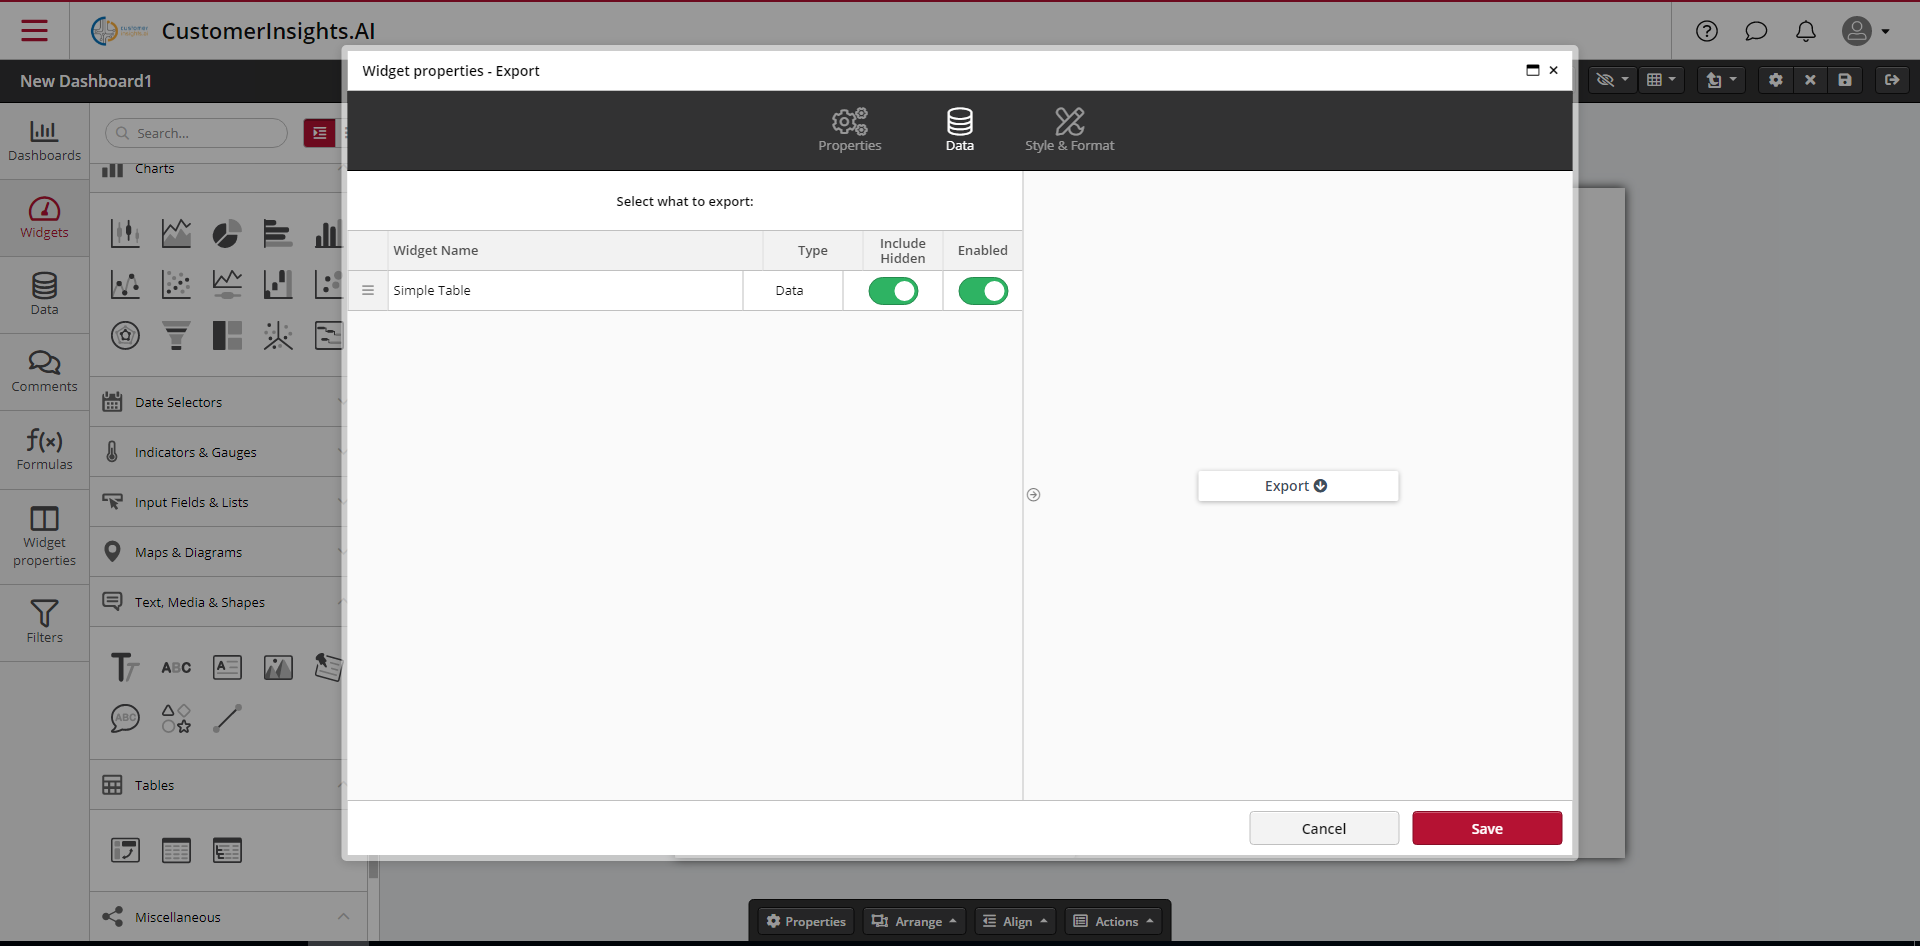 CustomerInsights.AI
New Dashboard1
Widget properties - Export
Properties
Data
Style & Format
Dashboards
Widgets
Data
Comments
Formulas
Widget
properties
Filters
Search...
Charts
Date Selectors
Indicators & Gauges
Input Fields & Lists
Maps & Diagrams
Text, Media & Shapes
ABC
A
ABC
Tables
Miscellaneous
Select what to export:
Widget Name
Type
Include
Hidden
Enabled
Simple Table
Data
Export
Cancel
Save
Properties
Arrange
Align
Actions